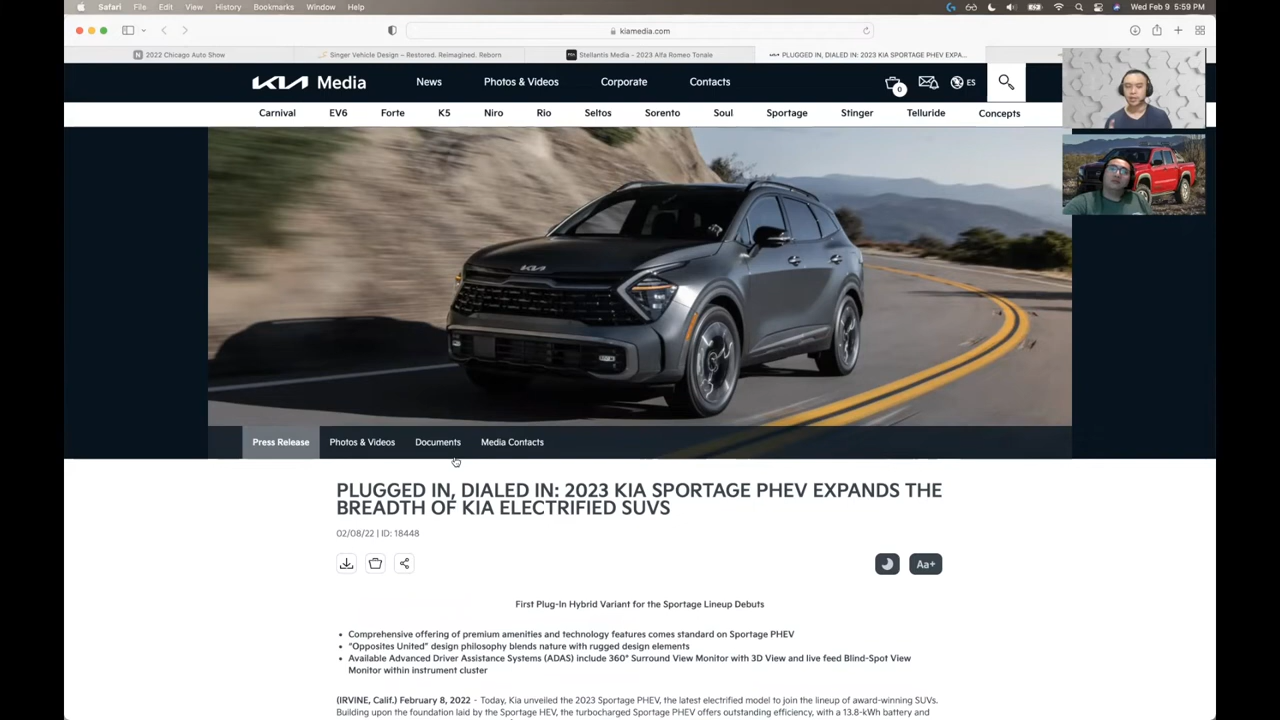 Safari File Edit View History Bookmarks Window Help
Wed Feb 9 5:59 PM
kiamedia.com
2022 Chicago Auto Show
Singer Vehicle Design – Restored. Reimagined. Reborn
Stellantis Media - 2023 Alfa Romeo Tonale
PLUGGED IN, DIALED IN: 2023 KIA SPORTAGE PHEV EXPA...
KIA Media News Photos & Videos Corporate Contacts 0 ES
Carnival EV6 Forte K5 Niro Rio Seltos Sorento Soul Sportage Stinger Telluride Concepts
Press Release Photos & Videos Documents Media Contacts
PLUGGED IN, DIALED IN: 2023 KIA SPORTAGE PHEV EXPANDS THE
BREADTH OF KIA ELECTRIFIED SUVS
02/08/22 | ID: 18448
Aa+
First Plug-In Hybrid Variant for the Sportage Lineup Debuts
• Comprehensive offering of premium amenities and technology features comes standard on Sportage PHEV
• “Opposites United” design philosophy blends nature with rugged design elements
• Available Advanced Driver Assistance Systems (ADAS) include 360° Surround View Monitor with 3D View and live feed Blind-Spot View
Monitor within instrument cluster
(IRVINE, Calif.) February 8, 2022 - Today, Kia unveiled the 2023 Sportage PHEV, the latest electrified model to join the lineup of award-winning SUVs.
Building upon the foundation laid by the Sportage HEV, the turbocharged Sportage PHEV offers outstanding efficiency, with a 13.8-kWh battery and